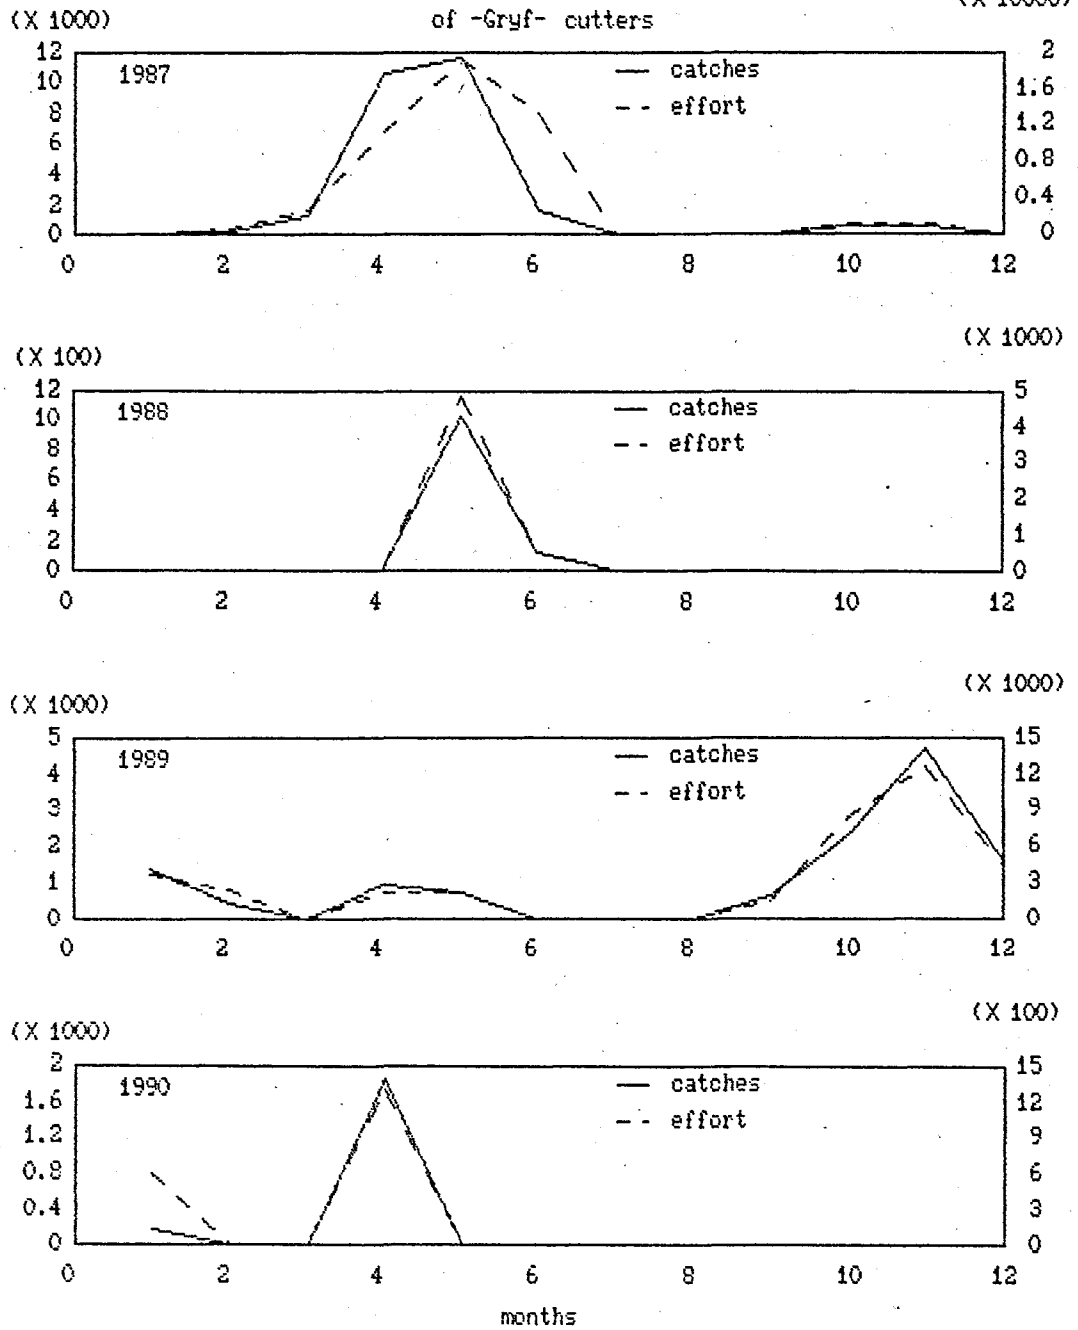 (X 10000)
(X 1000) of -Gryf- cutters
12 2
10 1987 catches 1.6
8 effort 1.2
6
4 0.8
2 0.4
0 0
0 2 4 6 8 10 12
(X 1000)
(X 100)
12 1988 catches 5
10 4
8 effort 3
6 2
4
2 1
0 0
0 2 4 6 8 10 12
(X 1000)
(X 1000)
5 1989 catches 15
4 effort 12
3 9
2 6
1 3
0 0
0 2 4 6 8 10 12
(X 100)
(X 1000)
2 1990 catches 15
1.6 effort 12
1.2 9
0.8 6
0.4 3
0 0
0 2 4 6 8 10 12
months